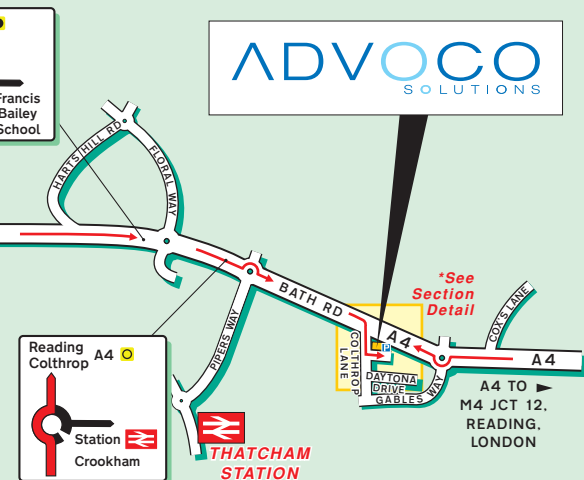 ADVOCO
SOLUTIONS
Francis
Bailey
School
HARTS HILL RD
FLORAL WAY
BATH RD
PIPERS WAY
*See
Section
Detail
COX'S LANE
A4
A4
P
COLTHROP
LANE
DAYTONA
DRIVE
GABLES WAY
A4 TO ►
M4 JCT 12,
READING,
LONDON
Reading
Colthrop A4
Station
Crookham
THATCHAM
STATION